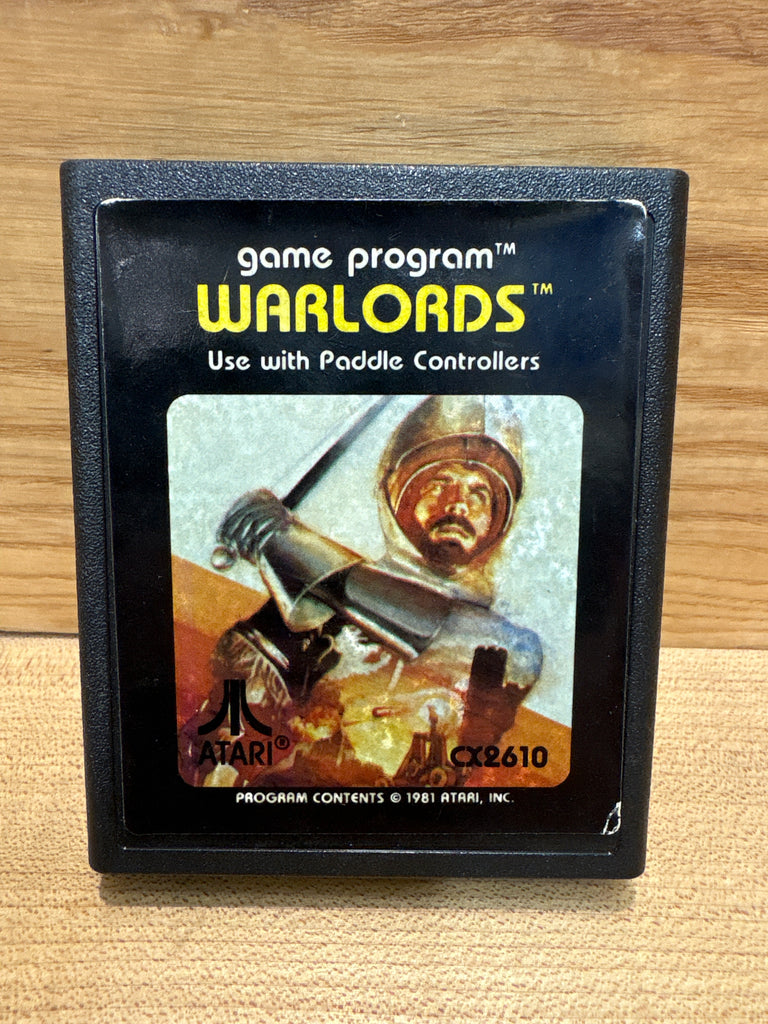 game program™
WARLORDS™
Use with Paddle Controllers
ATARI®
CX2610
PROGRAM CONTENTS © 1981 ATARI, INC.